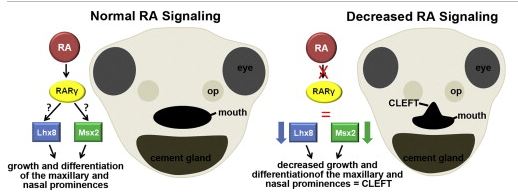 Normal RA Signaling
RA
RARγ
?
?
Lhx8
Msx2
growth and differentiation
of the maxillary and
nasal prominences
eye
op
mouth
cement gland
Decreased RA Signaling
RA
X
RARγ
=
Lhx8
Msx2
decreased growth and
differentiationof the maxillary and
nasal prominences = CLEFT
eye
op
CLEFT
mouth
cement gland